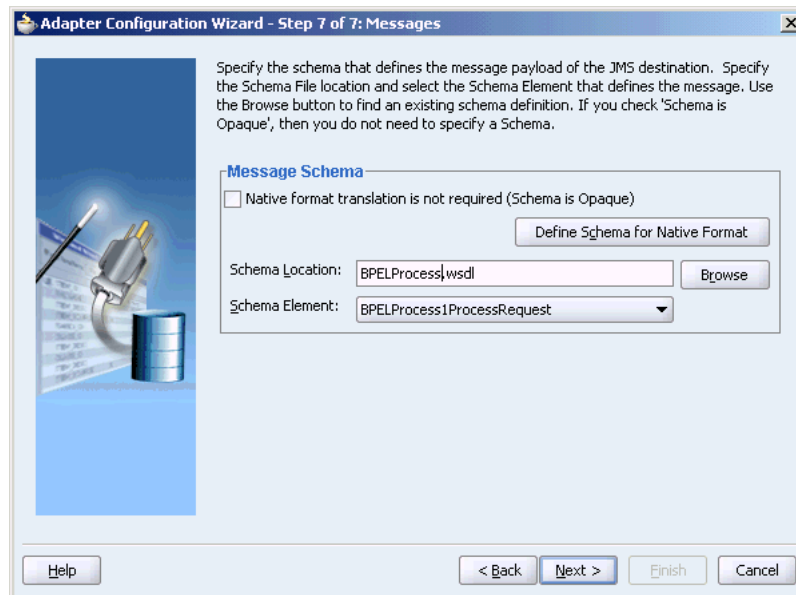 Adapter Configuration Wizard - Step 7 of 7: Messages
Specify the schema that defines the message payload of the JMS destination. Specify
the Schema File location and select the Schema Element that defines the message. Use
the Browse button to find an existing schema definition. If you check 'Schema is
Opaque', then you do not need to specify a Schema.
Message Schema
Native format translation is not required (Schema is Opaque)
Define Schema for Native Format
Schema Location: BPELProcess.wsdl Browse
Schema Element: BPELProcess1ProcessRequest
Help < Back Next > Finish Cancel